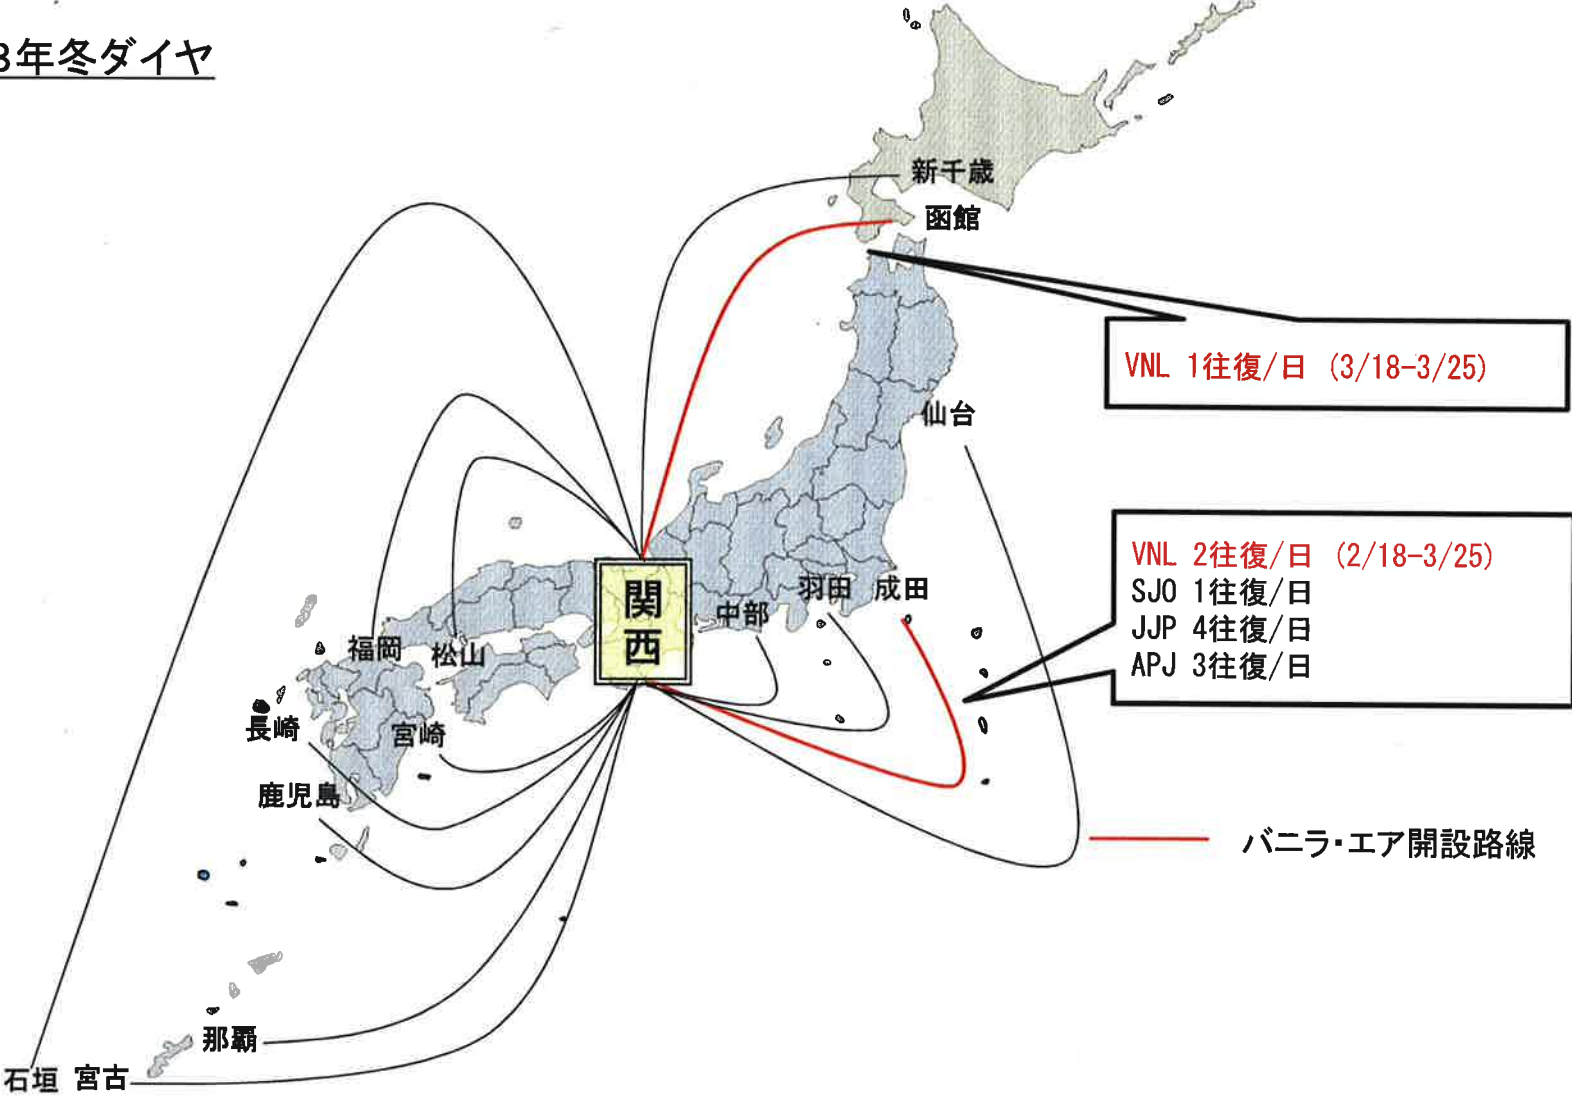 3年冬ダイヤ
新千歳
函館
VNL 1往復/日 (3/18-3/25)
仙台
VNL 2往復/日 (2/18-3/25)
SJO 1往復/日
JJP 4往復/日
APJ 3往復/日
関西
羽田 成田
中部
福岡 松山
長崎
宮崎
鹿児島
バニラ・エア開設路線
那覇
石垣 宮古